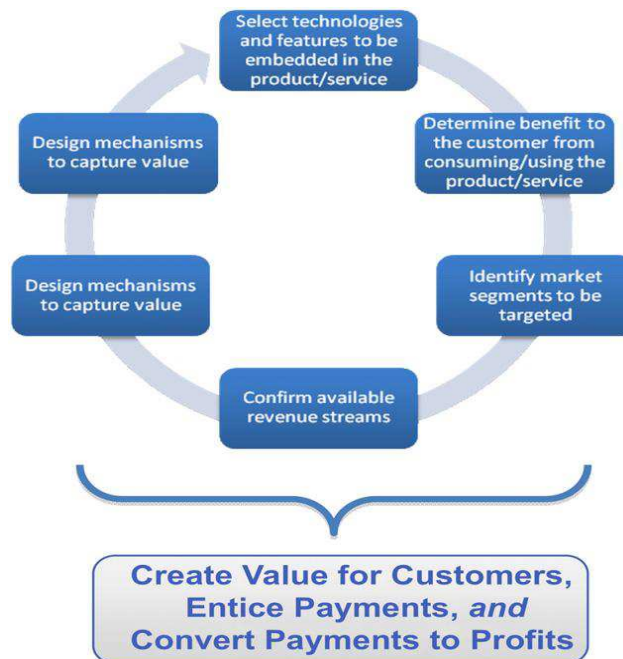 Select technologies
and features to be
embedded in the
product/service
Determine benefit to
the customer from
consuming/using the
product/service
Identify market
segments to be
targeted
Confirm available
revenue streams
Design mechanisms
to capture value
Design mechanisms
to capture value
Create Value for Customers,
Entice Payments, and
Convert Payments to Profits